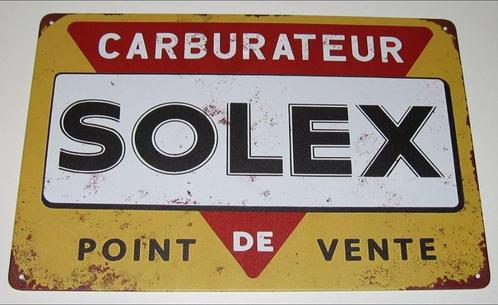 CARBURATEUR
SOLEX
POINT DE VENTE